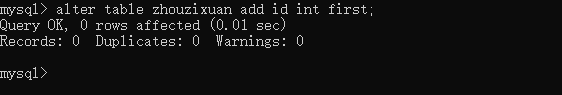 mysql> alter table zhouzixuan add id int first;
Query OK, 0 rows affected (0.01 sec)
Records: 0  Duplicates: 0  Warnings: 0
mysql>